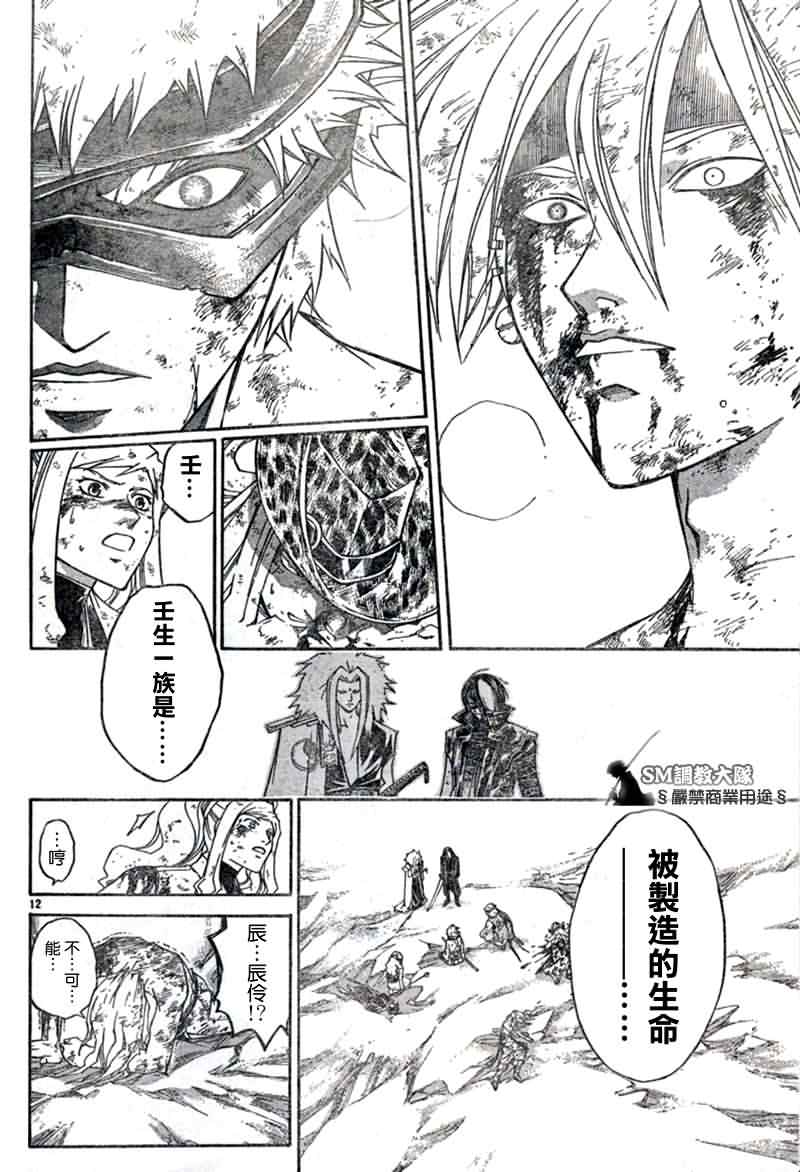 壬…
壬生一族是……
SM調教大隊
§嚴禁商業用途§
被製造的生命
——……
…哼
12
辰…辰伶!?
不…可
能…